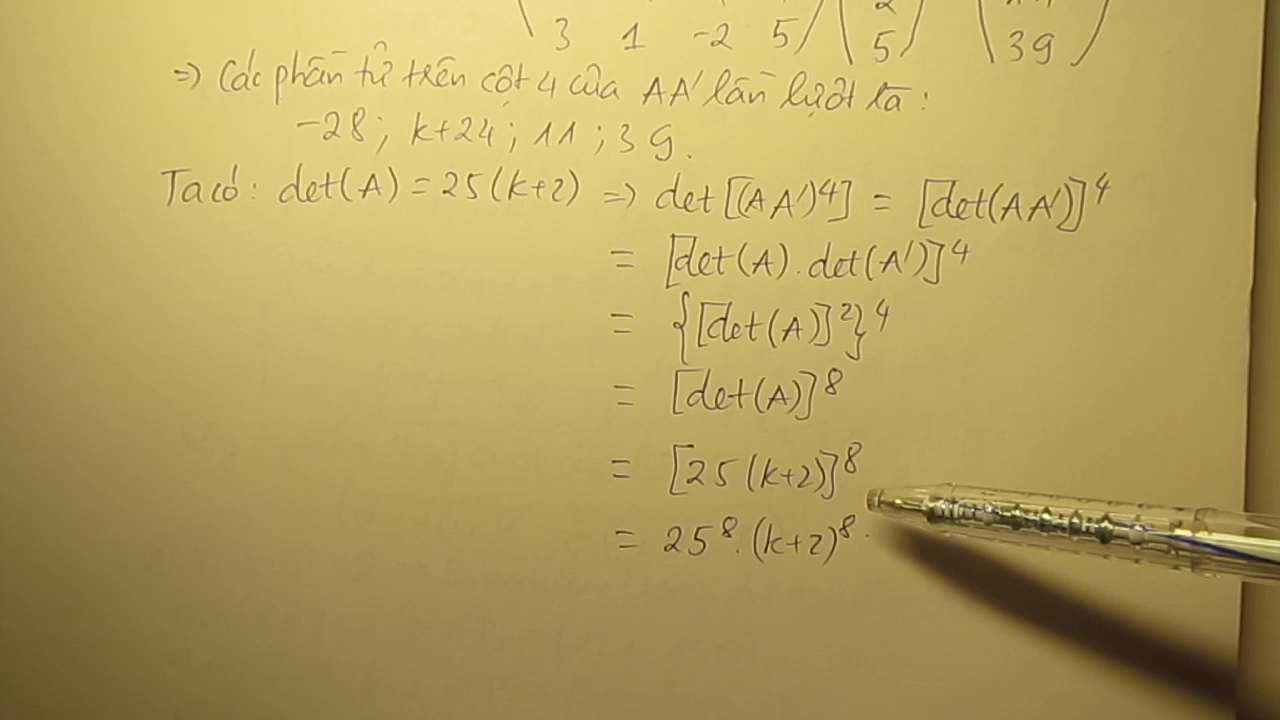 2
3 1 -2 5 5 39
=> Các phần tử trên cột 4 của AA' lần lượt là :
-28; k+24; 11; 39.
Ta có: det(A) = 25(k+2) => det[(AA')4] = [det(AA')]⁴
= [det(A).det(A')]⁴
= {[det(A)]²}⁴
= [det(A)]⁸
= [25(k+2)]⁸
= 25⁸.(k+2)⁸.